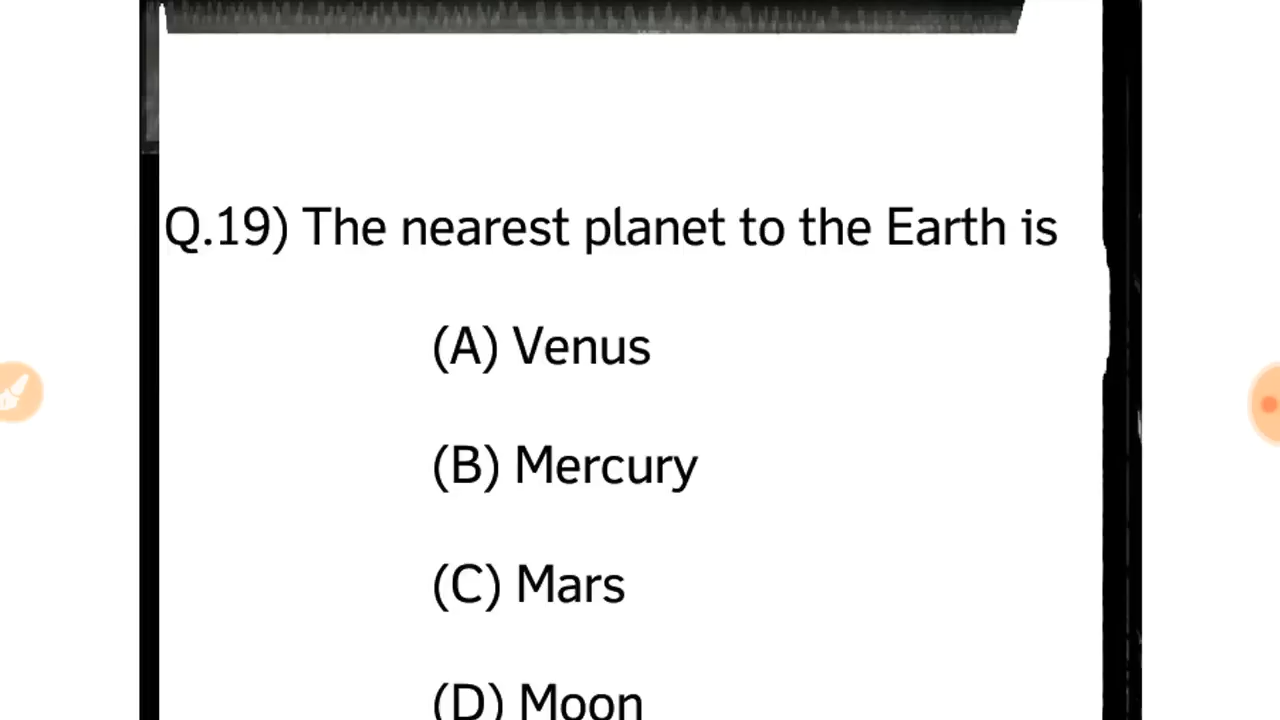 Q.19) The nearest planet to the Earth is
(A) Venus
(B) Mercury
(C) Mars
(D) Moon